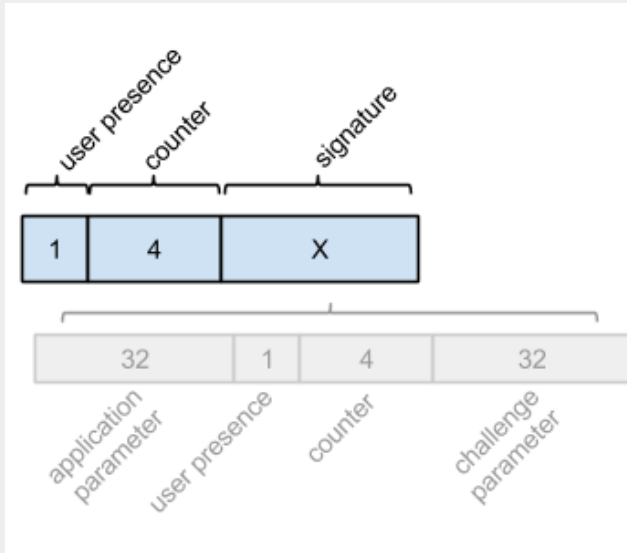 user presence
counter
signature
1
4
X
32
1
4
32
application
parameter
user presence
counter
challenge
parameter